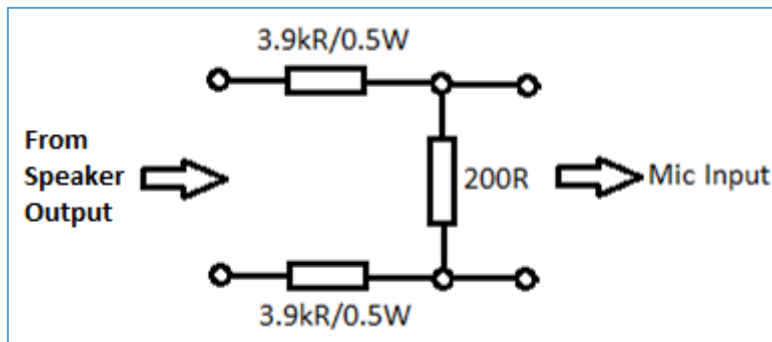 3.9kR/0.5W
From
Speaker
Output
200R
Mic Input
3.9kR/0.5W